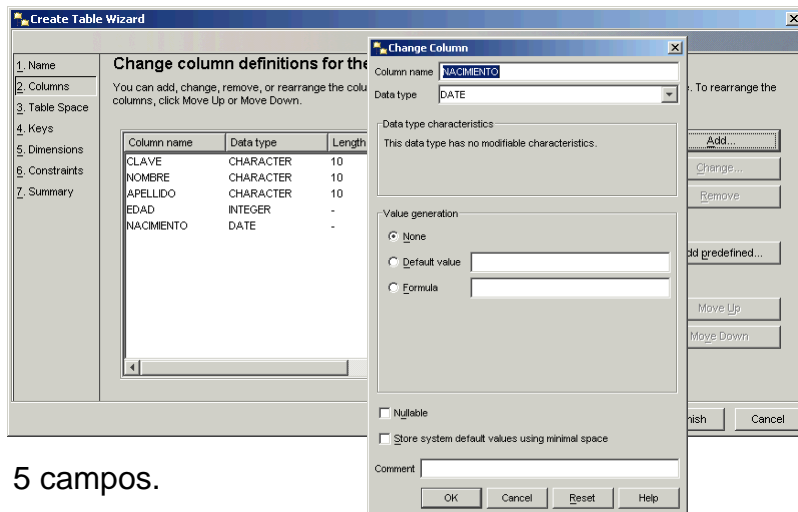 Create Table Wizard
1. Name
2. Columns
3. Table Space
4. Keys
5. Dimensions
6. Constraints
7. Summary
Change column definitions for the
You can add, change, remove, or rearrange the colu
. To rearrange the
columns, click Move Up or Move Down.
Column name Data type Length
CLAVE CHARACTER 10
NOMBRE CHARACTER 10
APELLIDO CHARACTER 10
EDAD INTEGER -
NACIMIENTO DATE -
Add...
Change...
Remove
dd predefined...
Move Up
Move Down
nish Cancel
Change Column
Column name NACIMIENTO
Data type DATE
Data type characteristics
This data type has no modifiable characteristics.
Value generation
None
Default value
Formula
Nullable
Store system default values using minimal space
Comment
OK Cancel Reset Help
5 campos.